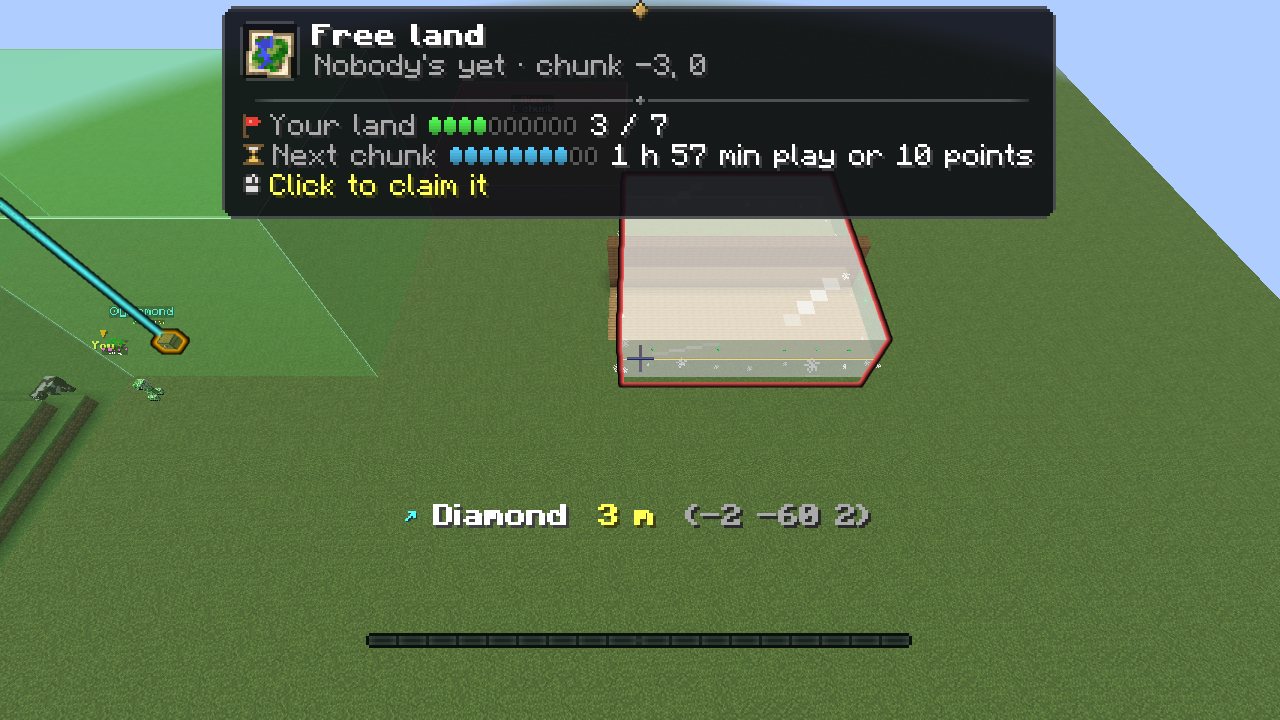 Free land
Nobody's yet · chunk -3, 0
Your land 3 / 7
Next chunk 1 h 57 min play or 10 points
Click to claim it
You
Diamond 3 m (-2 -60 2)